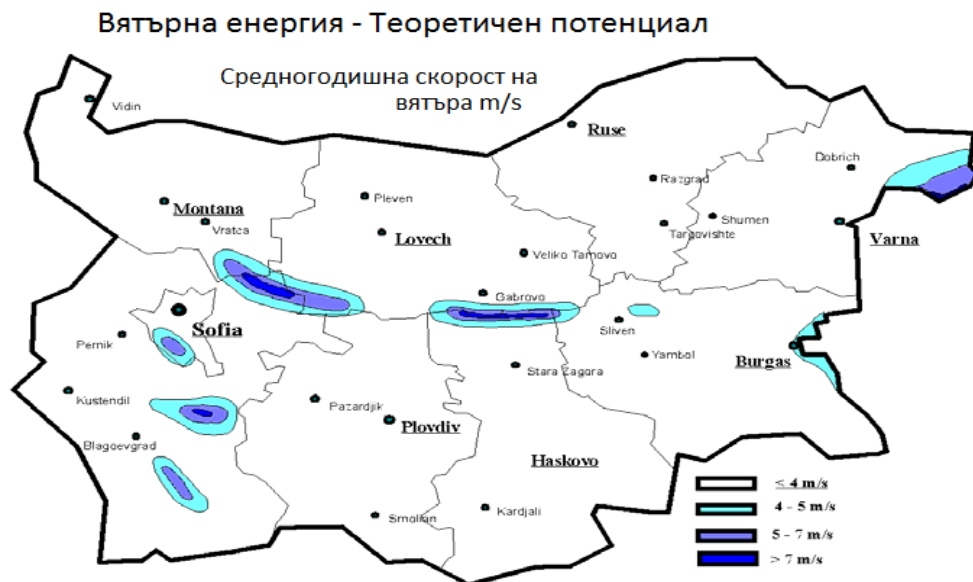 Вятърна енергия - Теоретичен потенциал
Средногодишна скорост на
вятъра m/s
Vidin
Ruse
Dobrich
Razgrad
Pleven
Montana
Vratca
Shumen
Targovishte
Varna
Lovech
Veliko Tarnovo
Gabrovo
Sofia
Sliven
Pernik
Yambol
Burgas
Stara Zagora
Kustendil
Pazardjik
Plovdiv
Blagoevgrad
Haskovo
Smolian
Kardjali
≤ 4 m/s
4 - 5 m/s
5 - 7 m/s
> 7 m/s